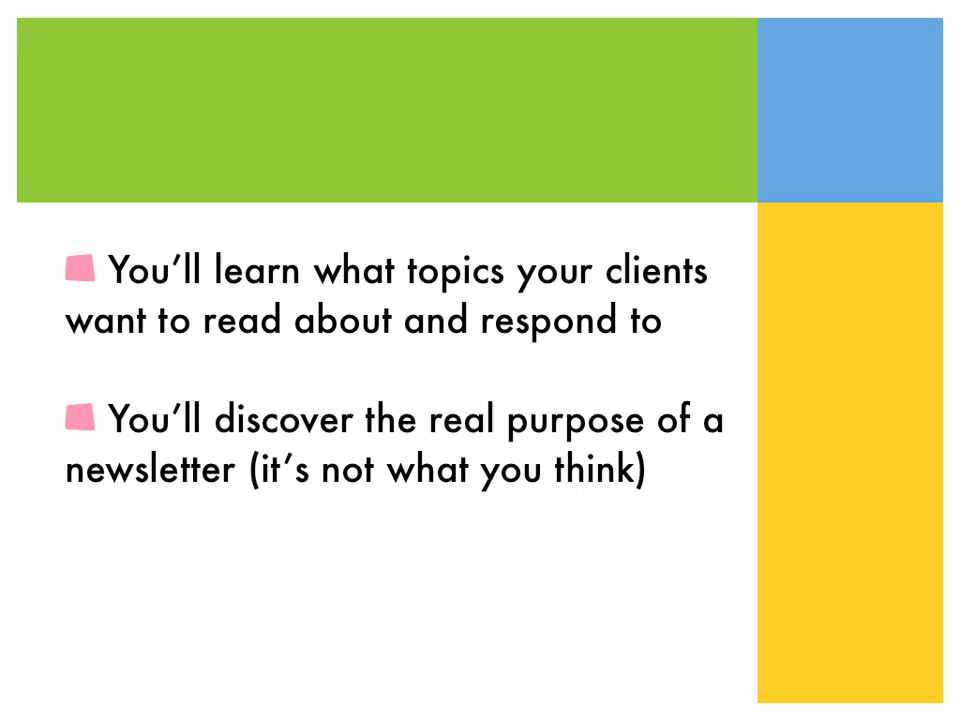 You’ll learn what topics your clients
want to read about and respond to
You’ll discover the real purpose of a
newsletter (it’s not what you think)